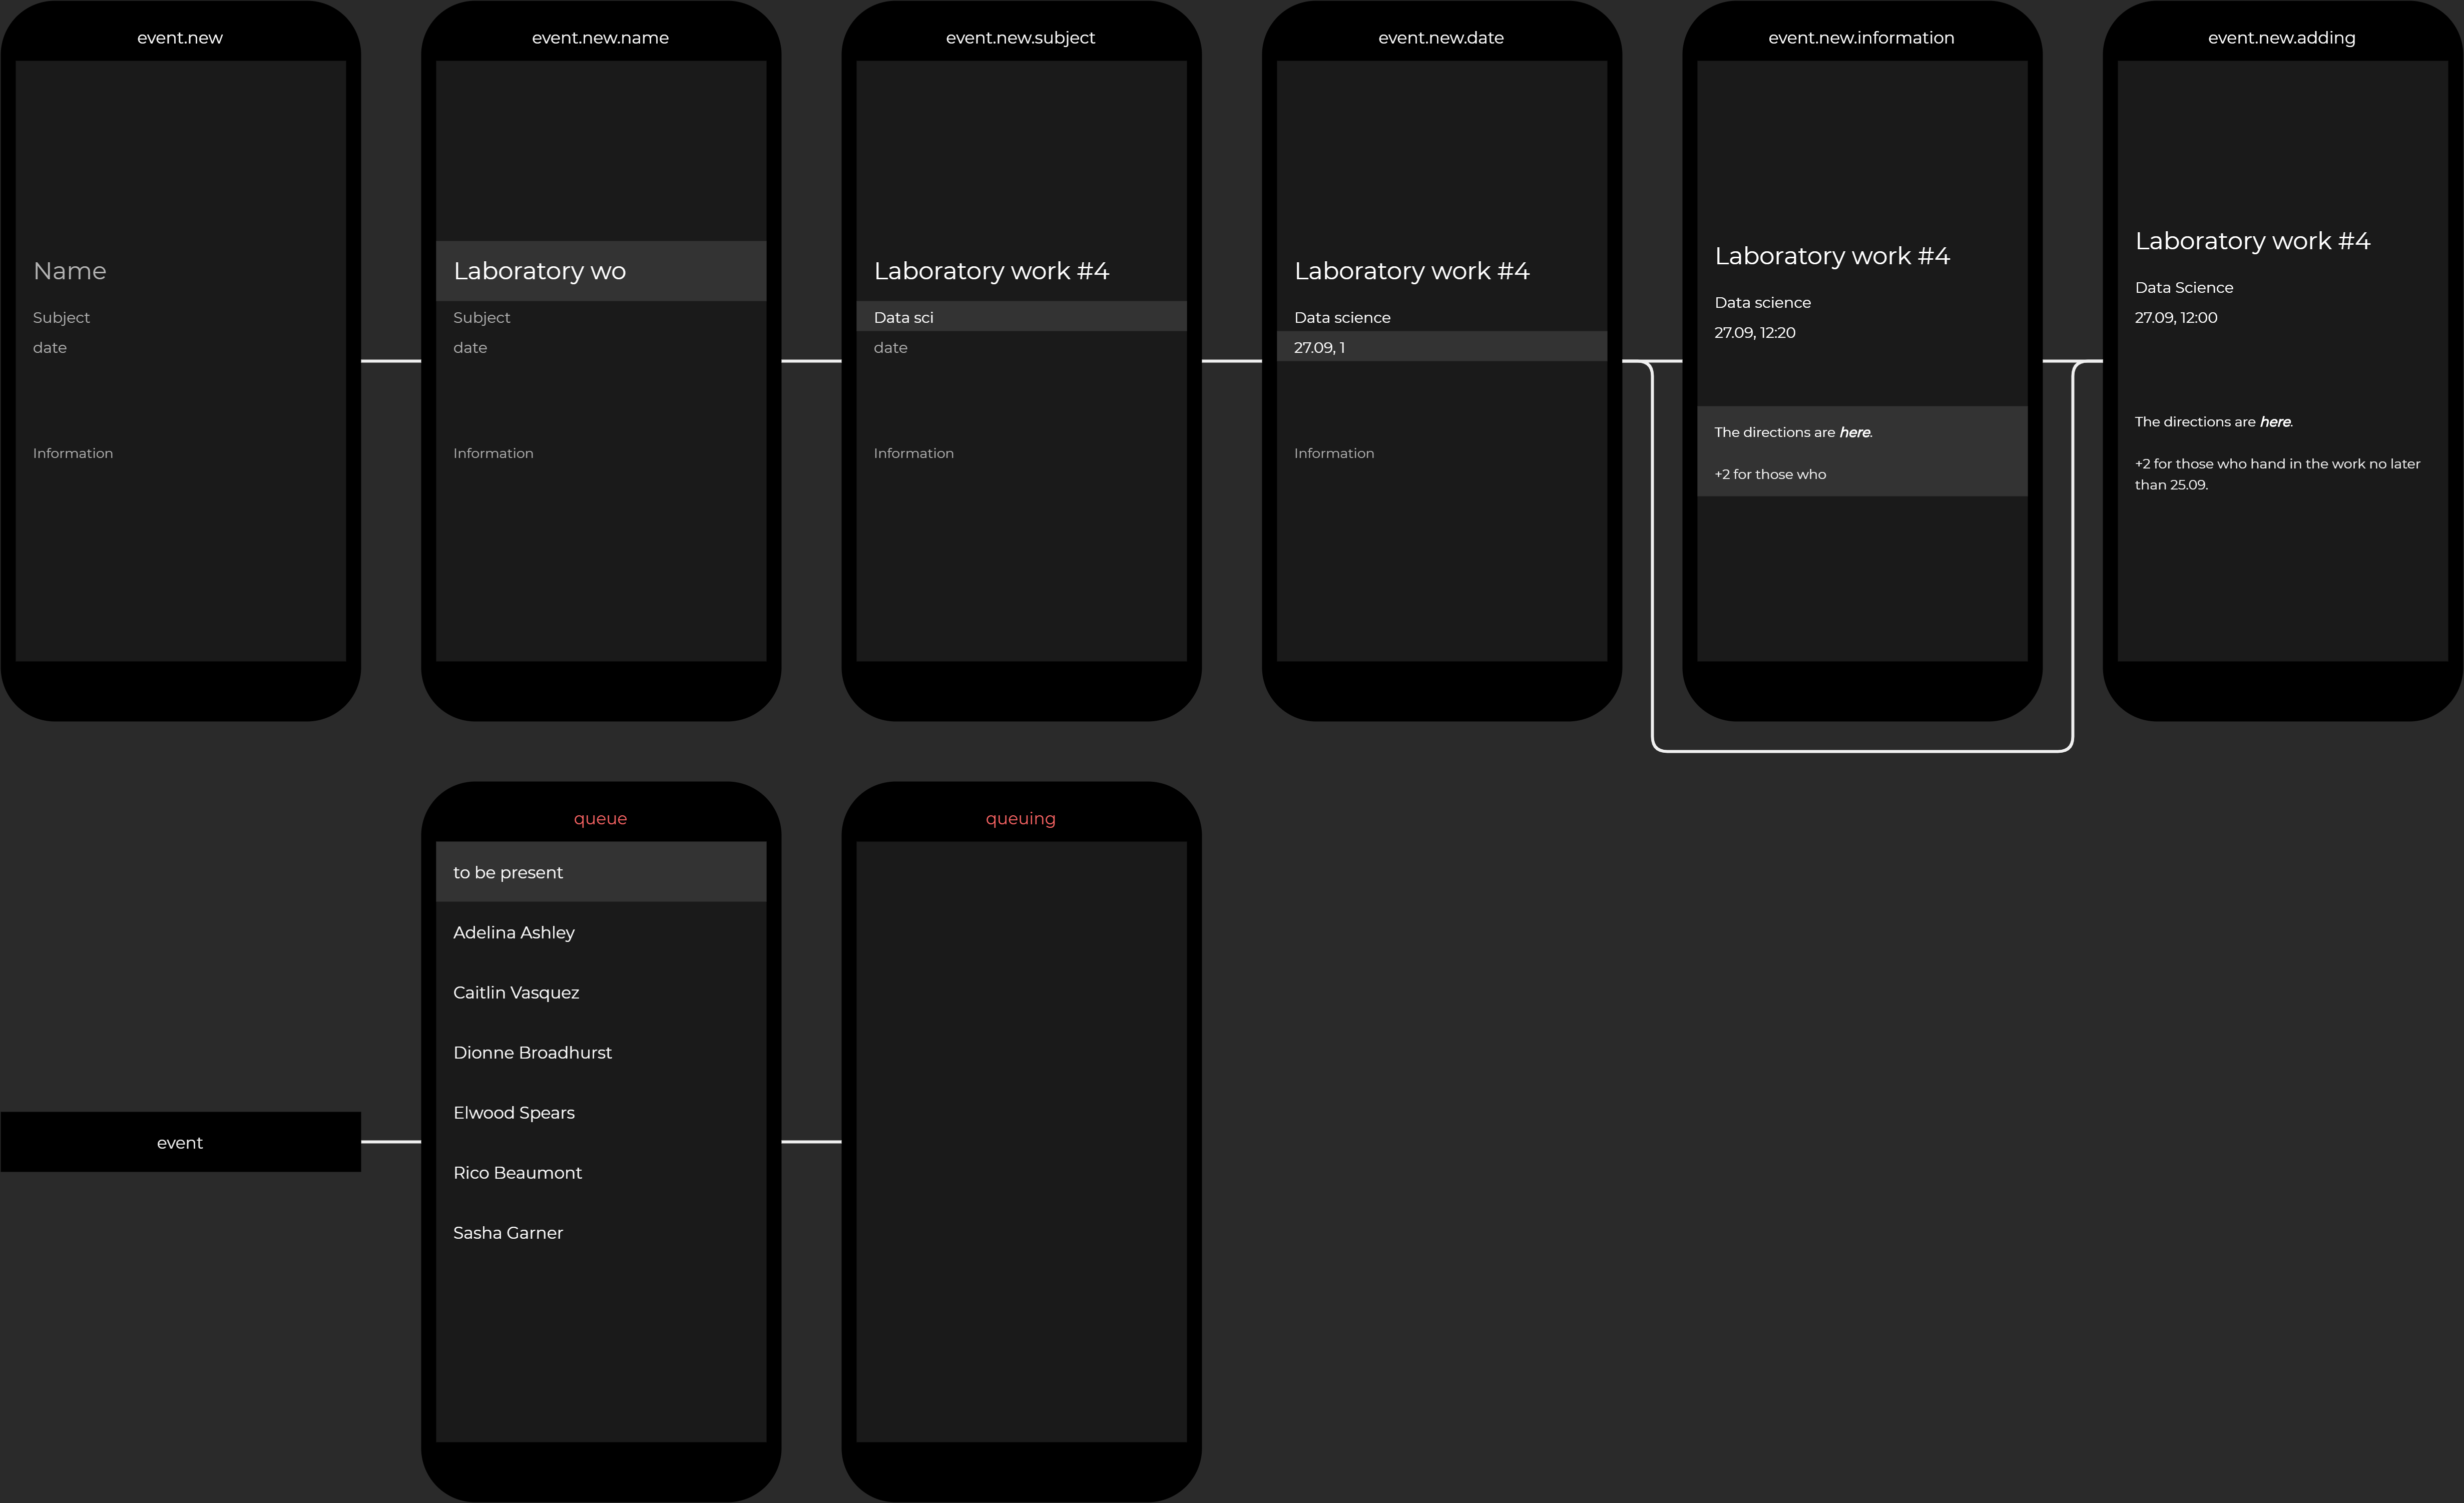 event.new
Name
Subject
date
Information
event.new.name
Laboratory wo
Subject
date
Information
event.new.subject
Laboratory work #4
Data sci
date
Information
event.new.date
Laboratory work #4
Data science
27.09, 1
Information
event.new.information
Laboratory work #4
Data science
27.09, 12:20
The directions are here.
+2 for those who
event.new.adding
Laboratory work #4
Data Science
27.09, 12:00
The directions are here.
+2 for those who hand in the work no later
than 25.09.
event
queue
to be present
Adelina Ashley
Caitlin Vasquez
Dionne Broadhurst
Elwood Spears
Rico Beaumont
Sasha Garner
queuing